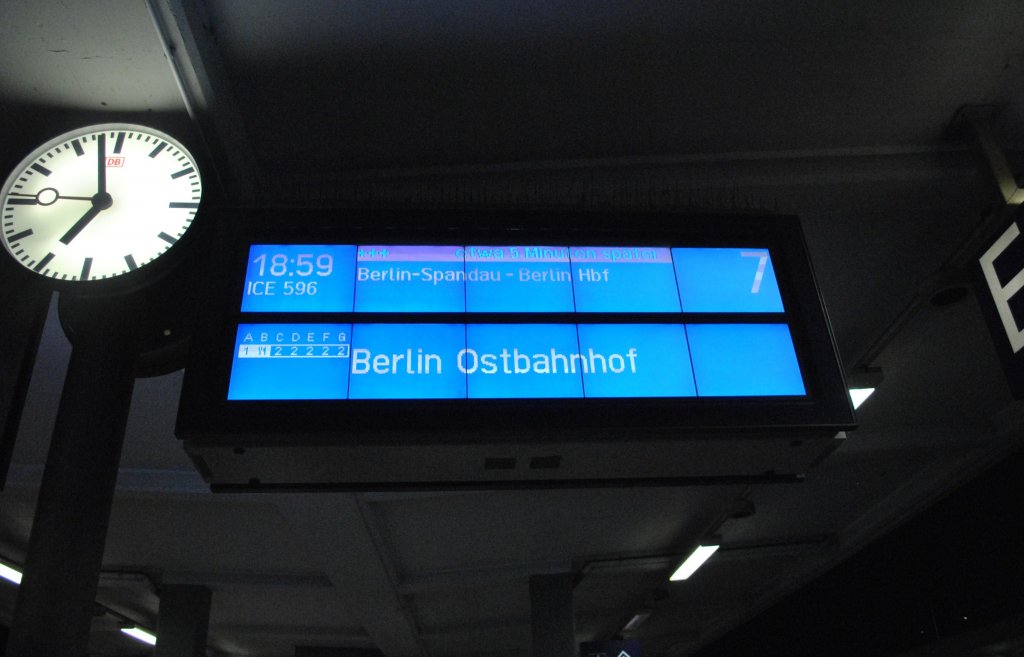 DB
18:59
*** etwa 5 Minuten später
Berlin-Spandau - Berlin Hbf
7
ICE 596
A B C D E F G
1 1/1 2 2 2 2 2
Berlin Ostbahnhof
E